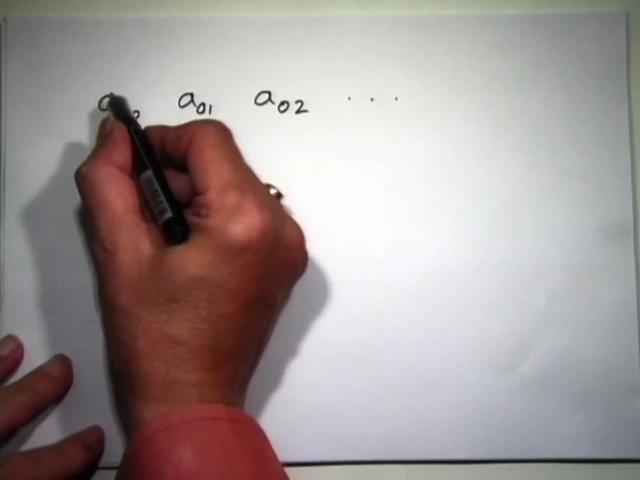 a₀₁ a₀₂ . . .